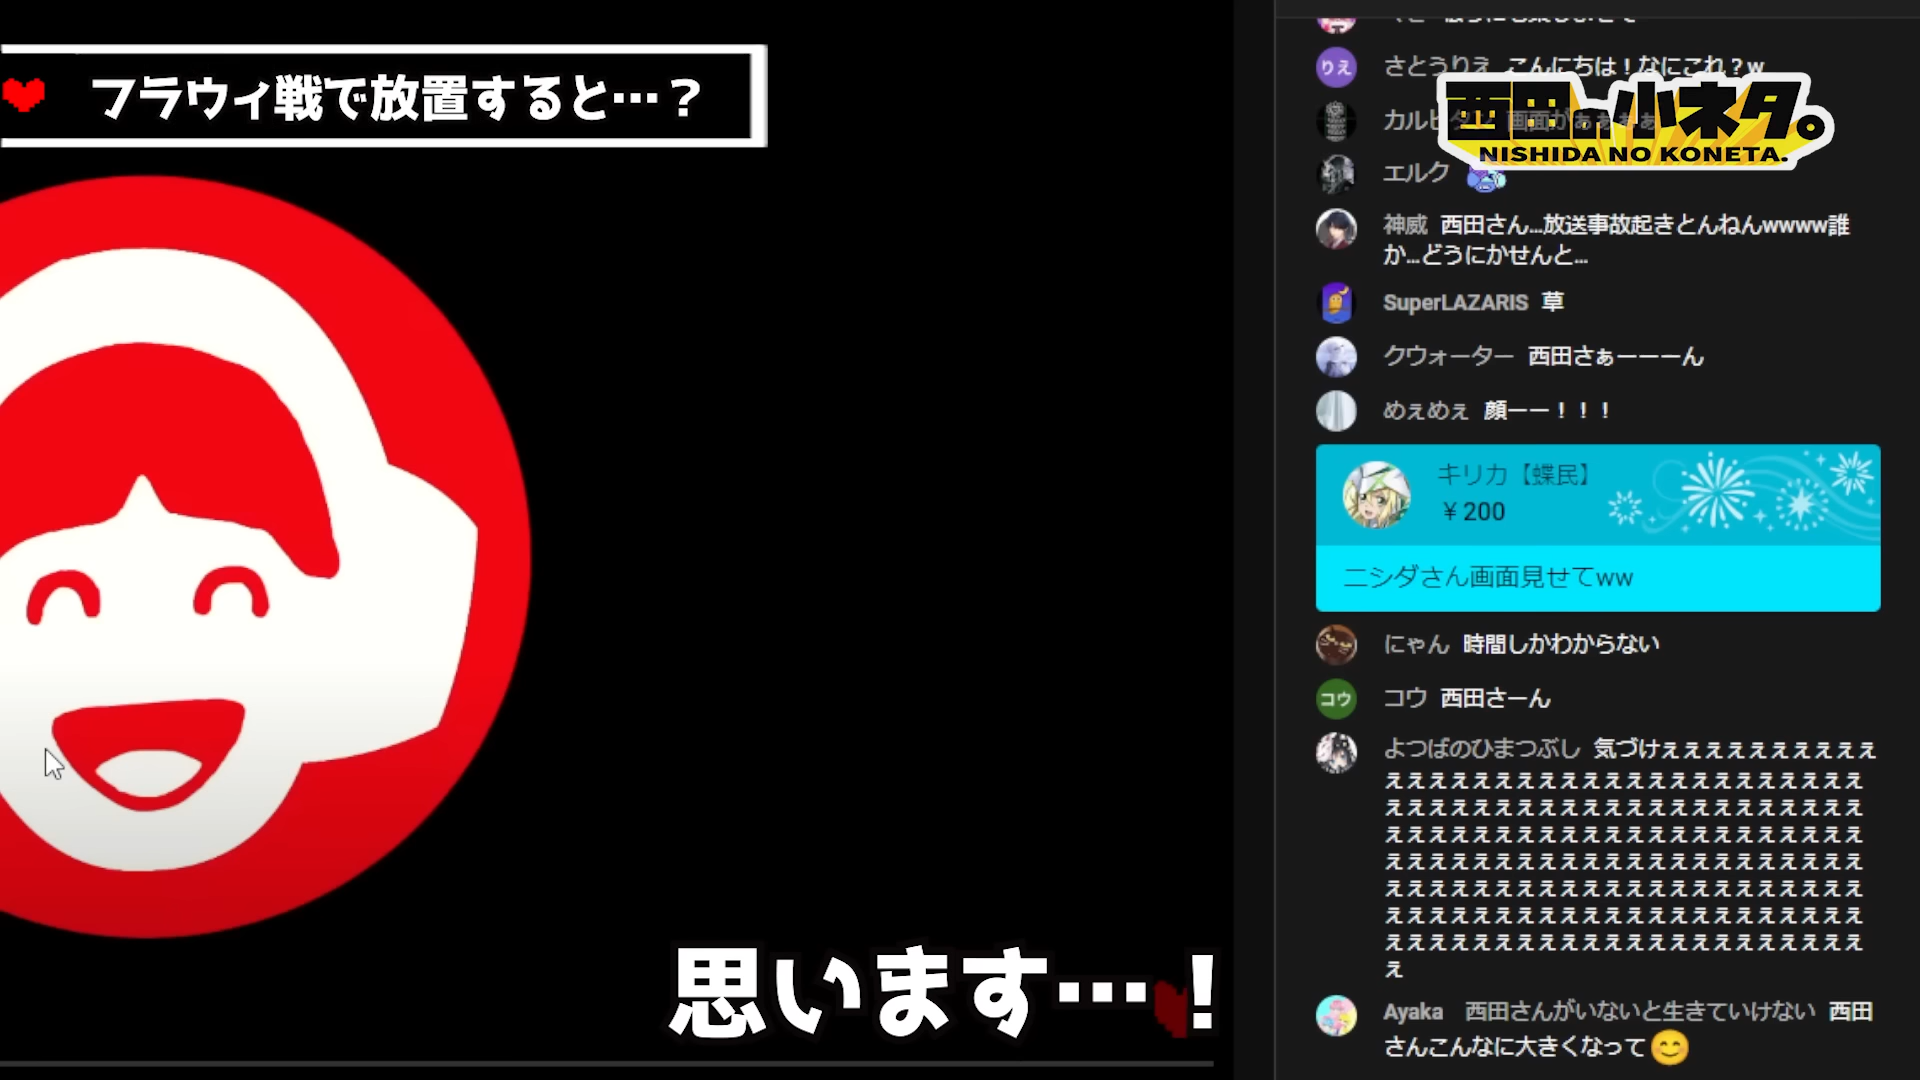 フラウィ戦で放置すると…？
さとうりえ こんにちは！なにこれ？w
りえ
西田の小ネタ。
NISHIDA NO KONETA.
エルク
神威 西田さん...放送事故起きとんねんwwww誰
か...どうにかせんと...
SuperLAZARIS 草
クウォーター 西田さぁーーーん
めぇめぇ 顔ーー！！！
キリカ【蝶民】
￥200
ニシダさん画面見せてww
にゃん 時間しかわからない
コウ
コウ 西田さーん
よつばのひまつぶし 気づけぇぇぇぇぇぇぇぇぇぇ
ぇぇぇぇぇぇぇぇぇぇぇぇぇぇぇぇぇぇぇぇぇぇ
ぇぇぇぇぇぇぇぇぇぇぇぇぇぇぇぇぇぇぇぇぇぇ
ぇぇぇぇぇぇぇぇぇぇぇぇぇぇぇぇぇぇぇぇぇぇ
ぇぇぇぇぇぇぇぇぇぇぇぇぇぇぇぇぇぇぇぇぇぇ
ぇぇぇぇぇぇぇぇぇぇぇぇぇぇぇぇぇぇぇぇぇぇ
ぇぇぇぇぇぇぇぇぇぇぇぇぇぇぇぇぇぇぇぇぇぇ
ぇぇぇぇぇぇぇぇぇぇぇぇぇぇぇぇぇぇぇぇぇぇ
ぇ
Ayaka 西田さんがいないと生きていけない 西田
さんこんなに大きくなって😊
思います…！